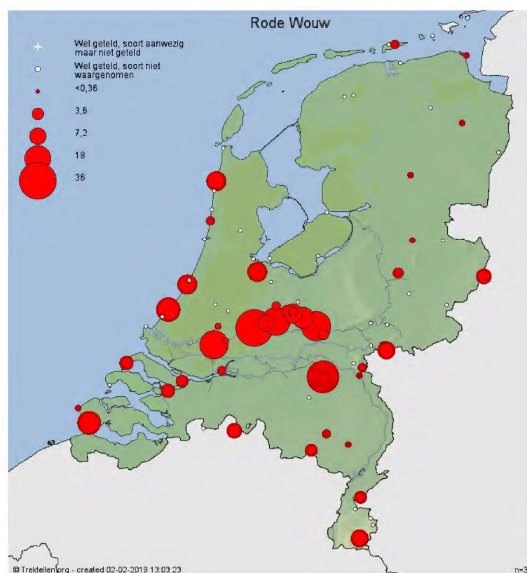 Rode Wouw
Wel geteld, soort aanwezig
maar niet geteld
Wel geteld, soort niet
waargenomen
<0,36
3,6
7,2
18
36
© Trektellen.org - created 02-02-2019 13:03:23
n=3